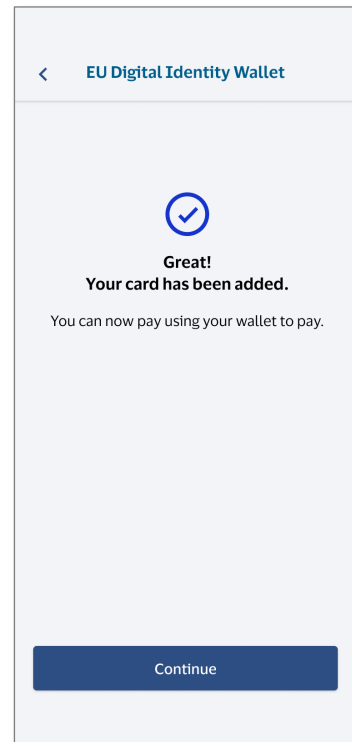 EU Digital Identity Wallet
Great!
Your card has been added.
You can now pay using your wallet to pay.
Continue